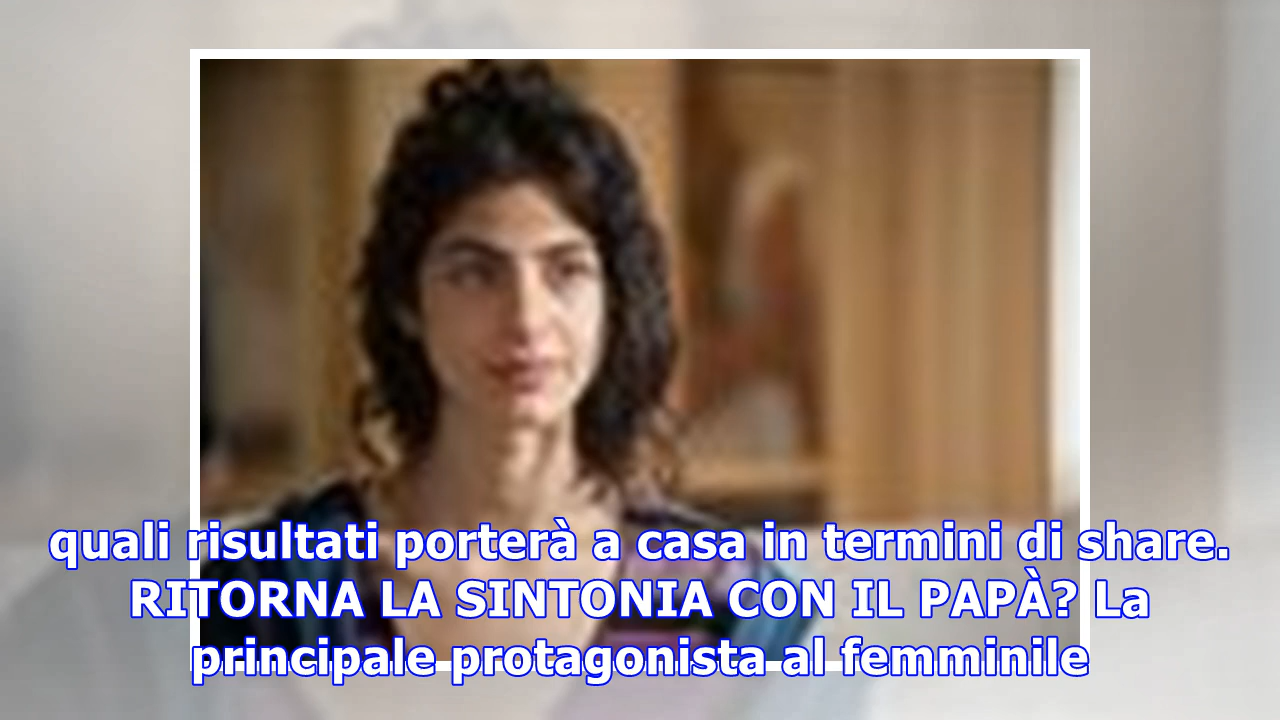 quali risultati porterà a casa in termini di share.
RITORNA LA SINTONIA CON IL PAPÀ? La
principale protagonista al femminile